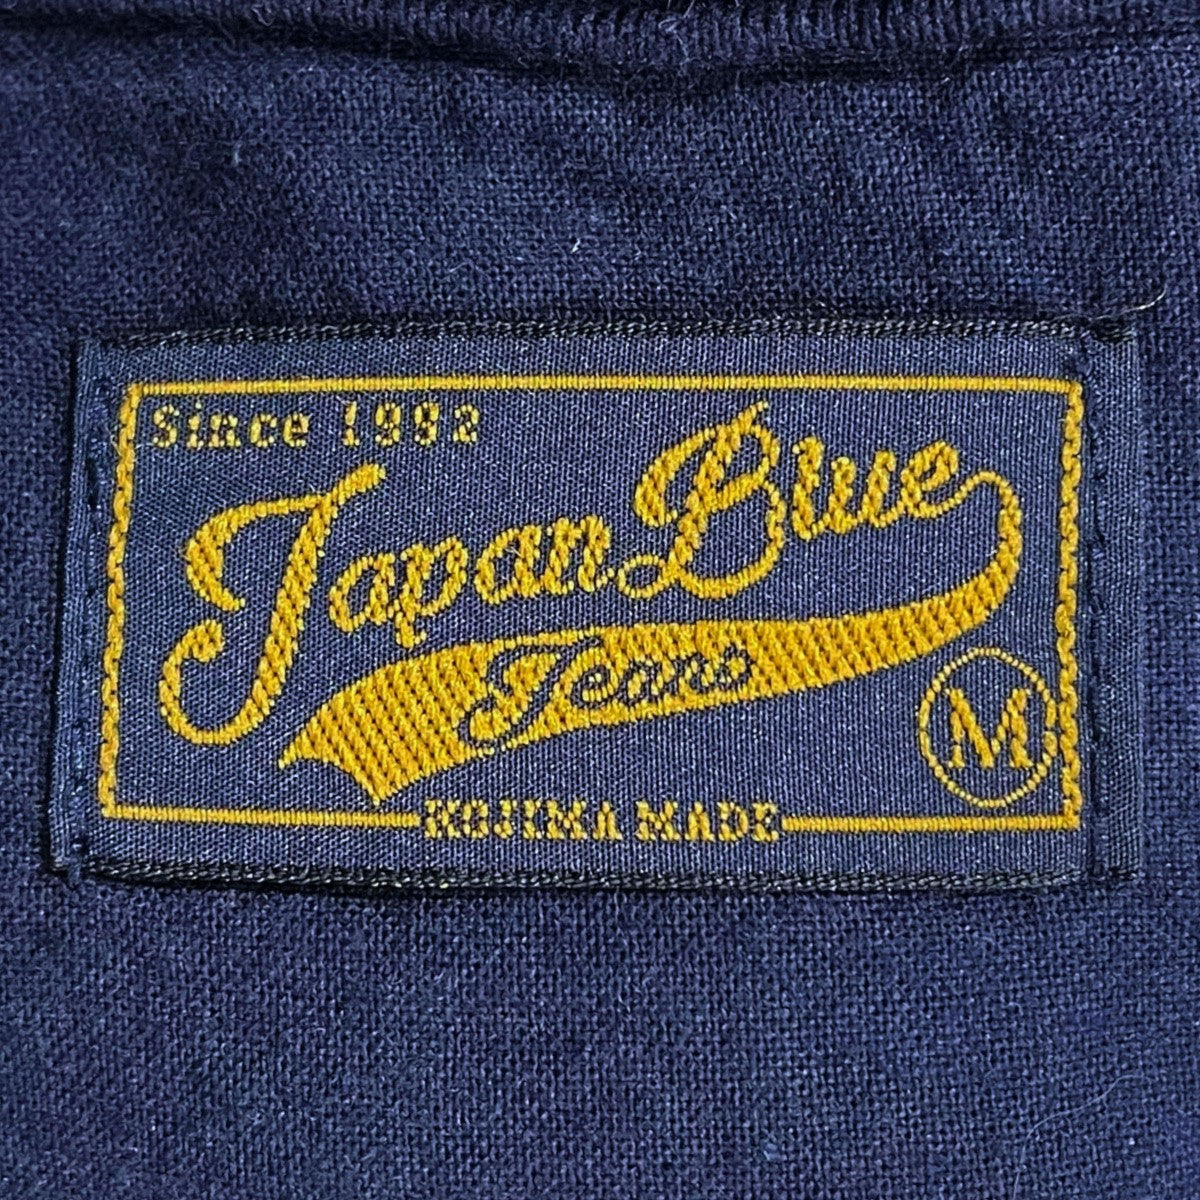 Since 1992
Japan Blue
Jeans
M
KOJIMA MADE